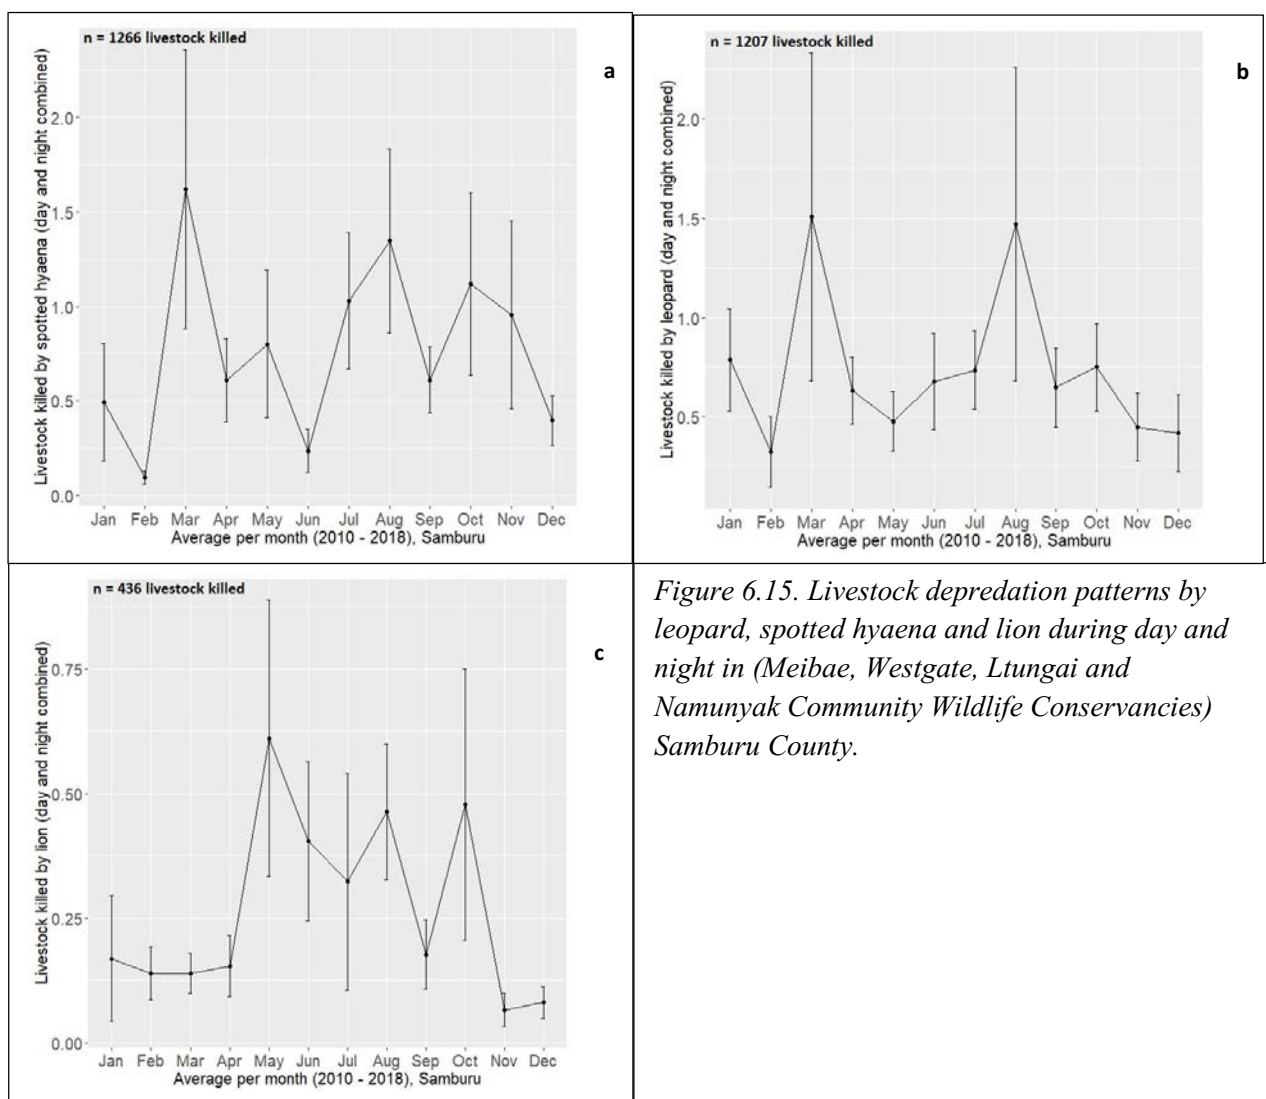 n = 1266 livestock killed
a
Livestock killed by spotted hyaena (day and night combined)
2.0
1.5
1.0
0.5
0.0
Jan Feb Mar Apr May Jun Jul Aug Sep Oct Nov Dec
Average per month (2010 - 2018), Samburu
n = 1207 livestock killed
b
Livestock killed by leopard (day and night combined)
2.0
1.5
1.0
0.5
Jan Feb Mar Apr May Jun Jul Aug Sep Oct Nov Dec
Average per month (2010 - 2018), Samburu
n = 436 livestock killed
c
Livestock killed by lion (day and night combined)
0.75
0.50
0.25
0.00
Jan Feb Mar Apr May Jun Jul Aug Sep Oct Nov Dec
Average per month (2010 - 2018), Samburu
Figure 6.15. Livestock depredation patterns by
leopard, spotted hyaena and lion during day and
night in (Meibae, Westgate, Ltungai and
Namunyak Community Wildlife Conservancies)
Samburu County.